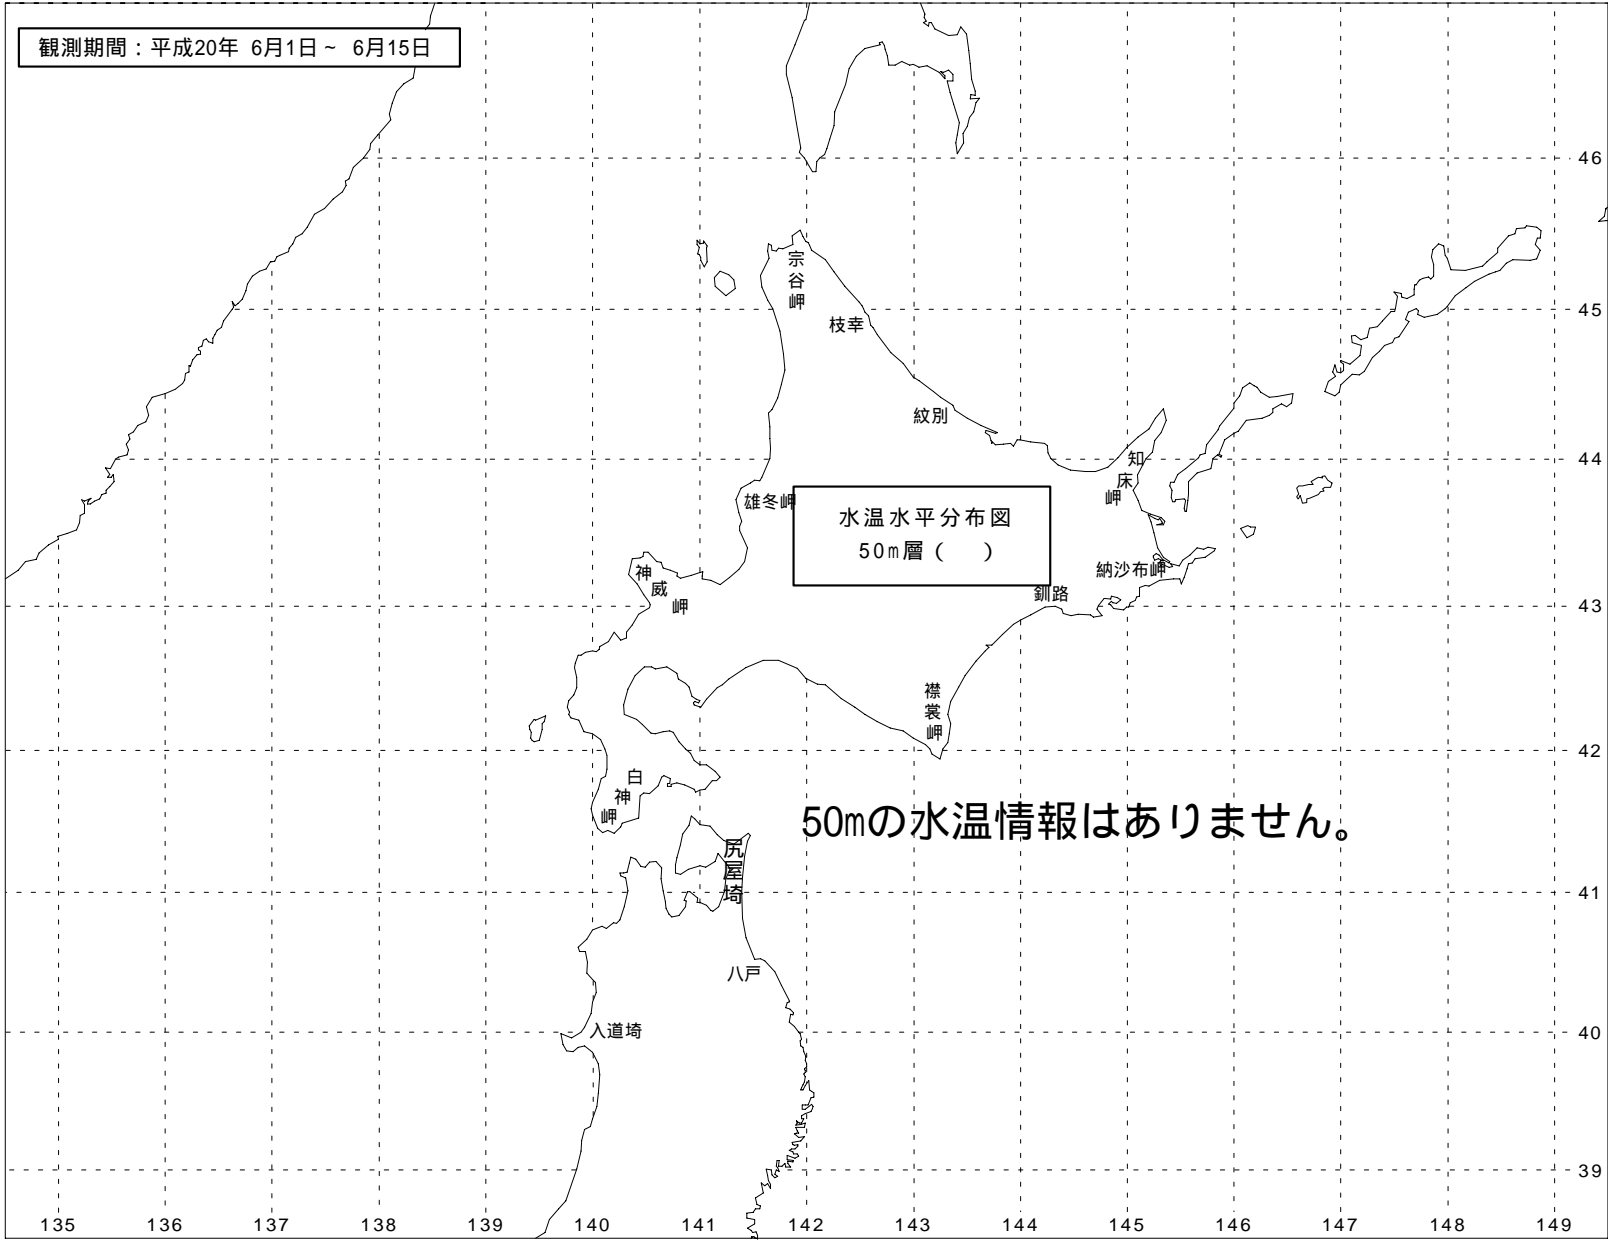 観測期間：平成20年 6月1日～ 6月15日
46
宗谷岬
45
枝幸
紋別
44
知床岬
雄冬岬
水温水平分布図
50m層（　）
納沙布岬
神威岬
釧路
43
襟裳岬
42
白神岬
50mの水温情報はありません。
尻屋埼
41
八戸
入道埼
40
39
135 136 137 138 139 140 141 142 143 144 145 146 147 148 149